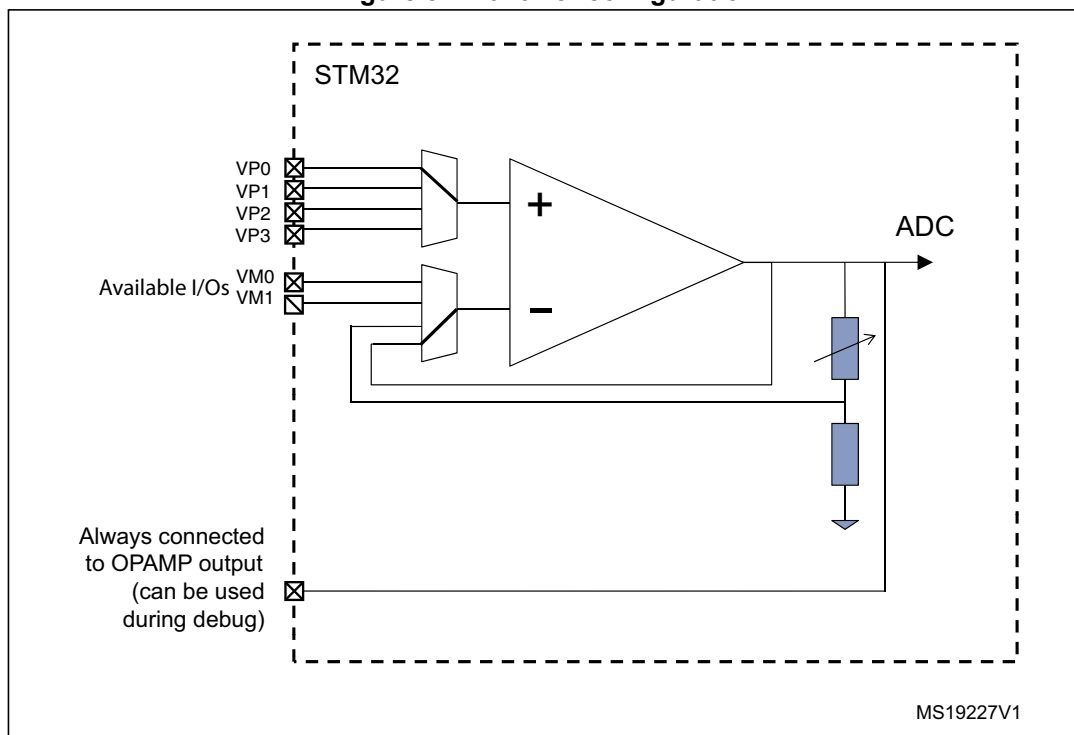 STM32
VP0
VP1
VP2
VP3
Available I/Os
VM0
VM1
+
-
ADC
Always connected
to OPAMP output
(can be used
during debug)
MS19227V1